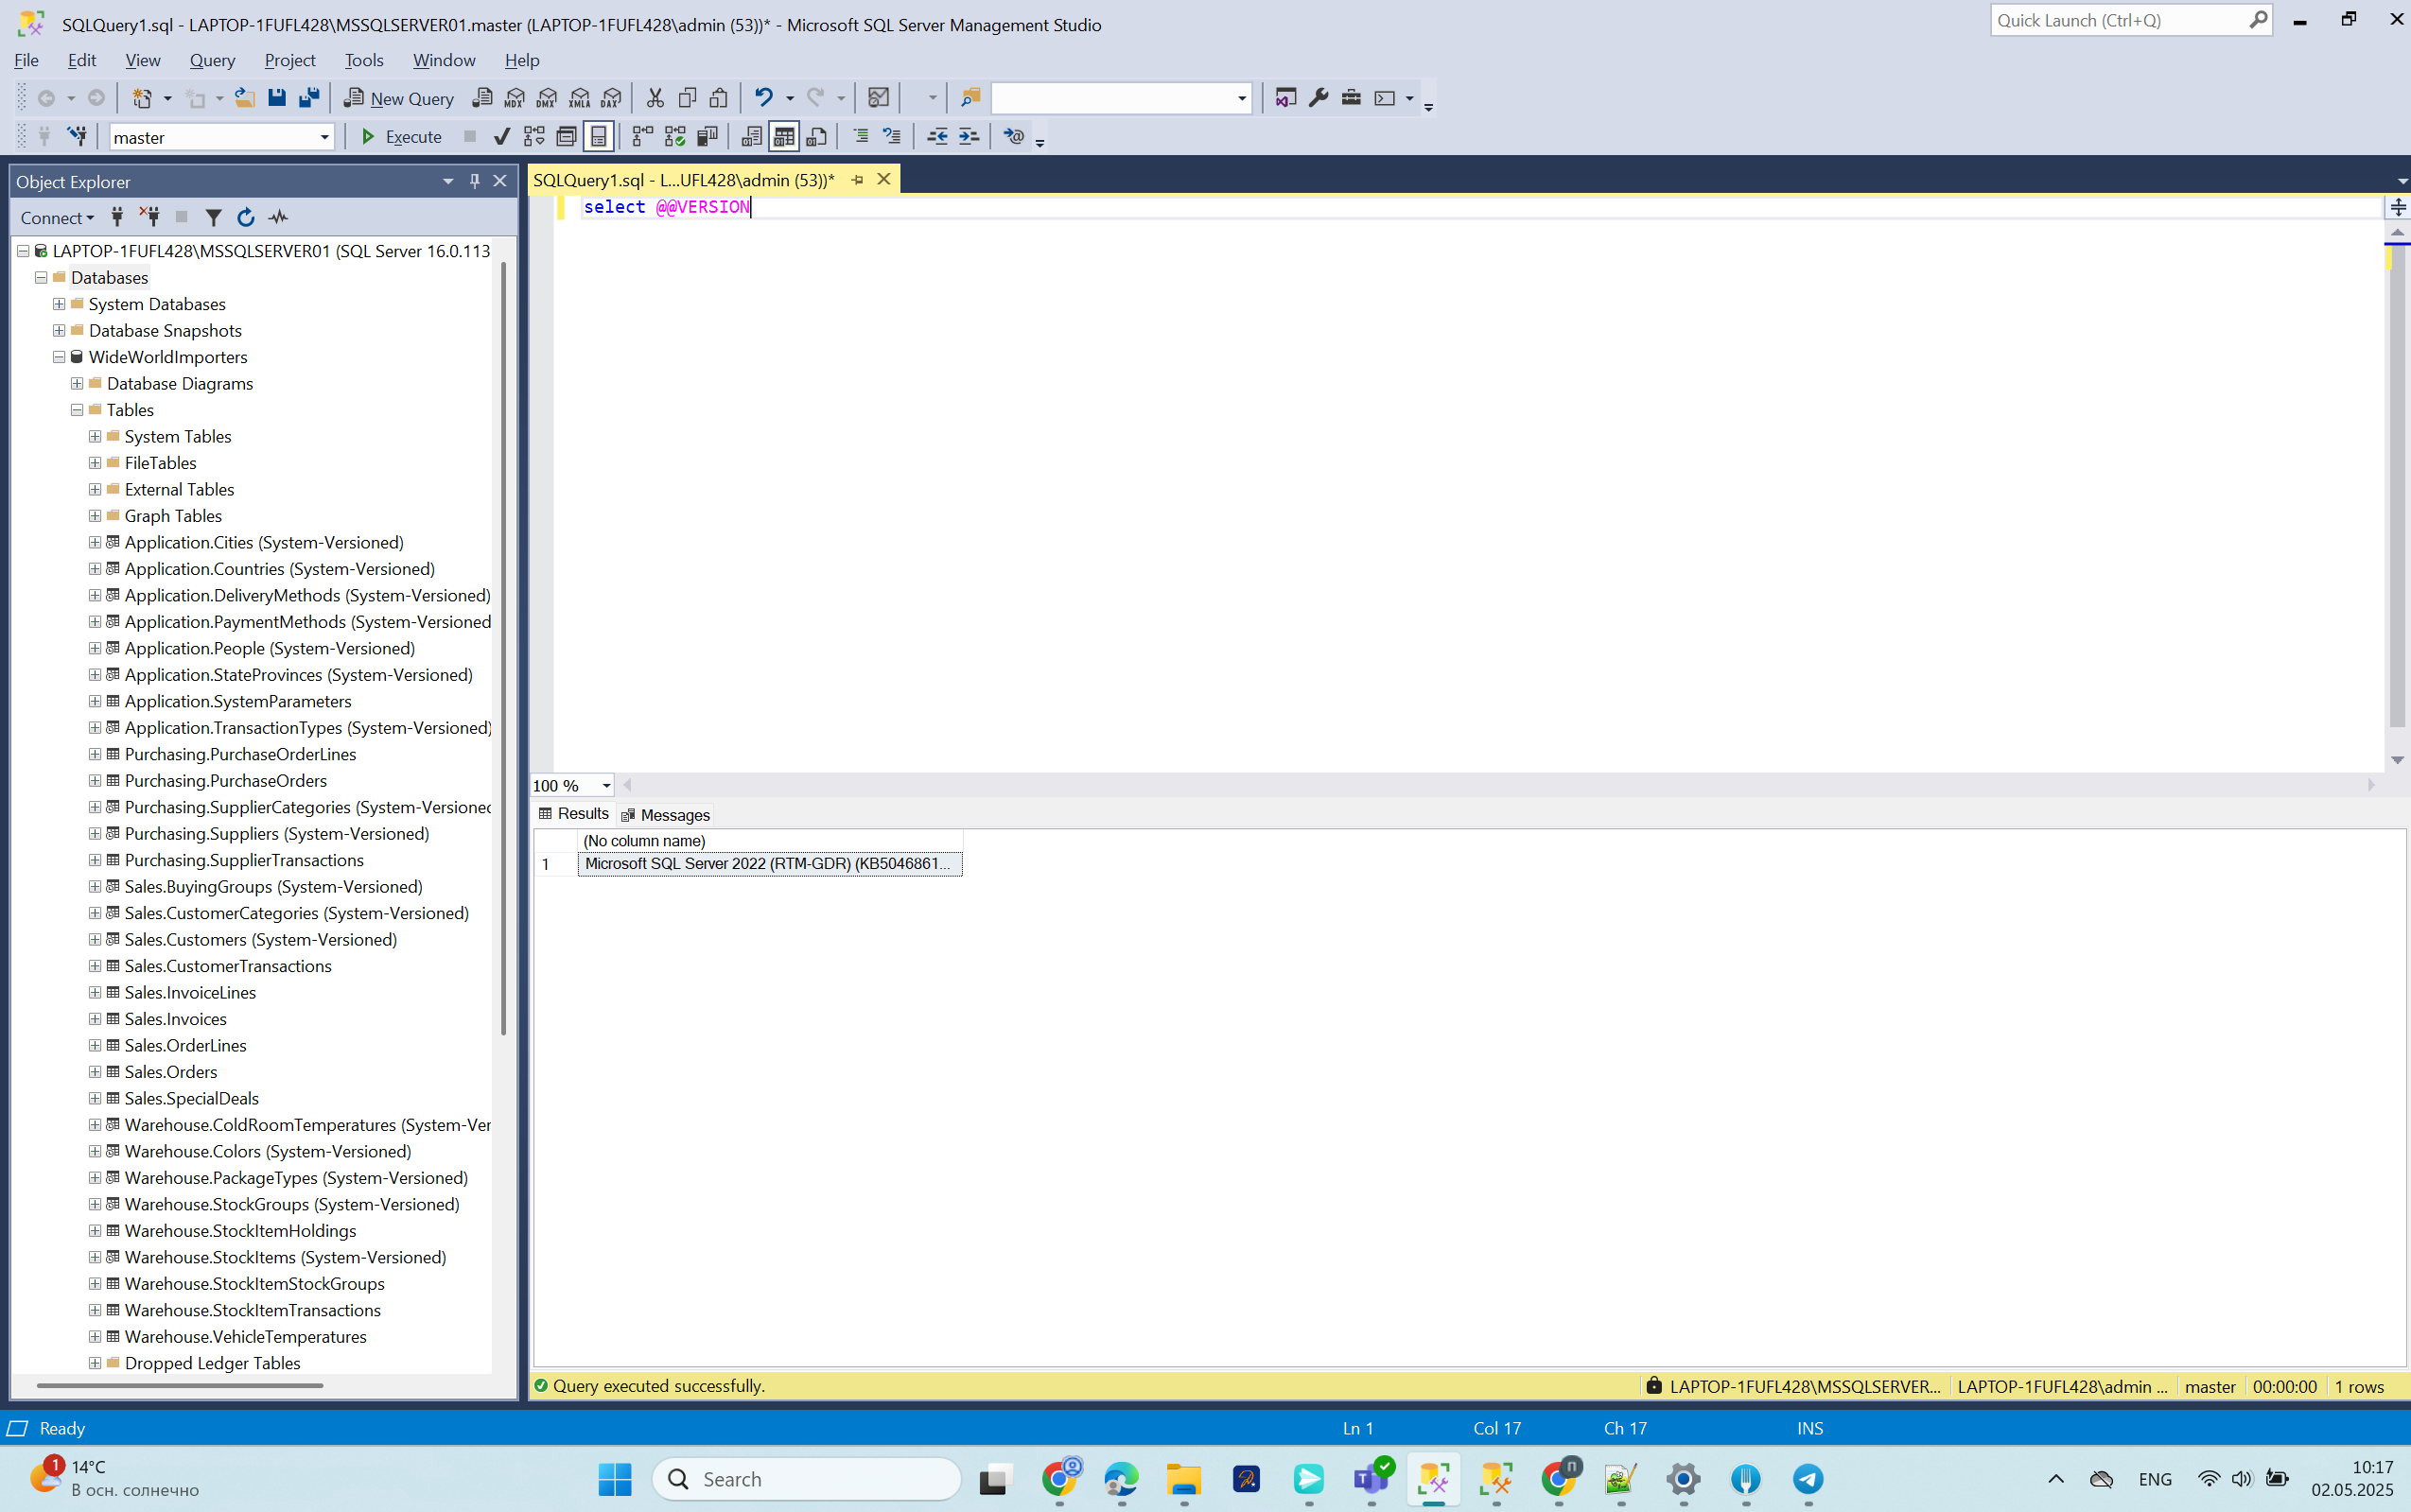 SQLQuery1.sql - LAPTOP-1FUFL428\MSSQLSERVER01.master (LAPTOP-1FUFL428\admin (53))* - Microsoft SQL Server Management Studio
Quick Launch (Ctrl+Q)
File Edit View Query Project Tools Window Help
New Query MDX DMX XMLA DAX
master Execute
Object Explorer
Connect
LAPTOP-1FUFL428\MSSQLSERVER01 (SQL Server 16.0.113
Databases
System Databases
Database Snapshots
WideWorldImporters
Database Diagrams
Tables
System Tables
FileTables
External Tables
Graph Tables
Application.Cities (System-Versioned)
Application.Countries (System-Versioned)
Application.DeliveryMethods (System-Versioned)
Application.PaymentMethods (System-Versioned
Application.People (System-Versioned)
Application.StateProvinces (System-Versioned)
Application.SystemParameters
Application.TransactionTypes (System-Versioned)
Purchasing.PurchaseOrderLines
Purchasing.PurchaseOrders
Purchasing.SupplierCategories (System-Versioned
Purchasing.Suppliers (System-Versioned)
Purchasing.SupplierTransactions
Sales.BuyingGroups (System-Versioned)
Sales.CustomerCategories (System-Versioned)
Sales.Customers (System-Versioned)
Sales.CustomerTransactions
Sales.InvoiceLines
Sales.Invoices
Sales.OrderLines
Sales.Orders
Sales.SpecialDeals
Warehouse.ColdRoomTemperatures (System-Ver
Warehouse.Colors (System-Versioned)
Warehouse.PackageTypes (System-Versioned)
Warehouse.StockGroups (System-Versioned)
Warehouse.StockItemHoldings
Warehouse.StockItems (System-Versioned)
Warehouse.StockItemStockGroups
Warehouse.StockItemTransactions
Warehouse.VehicleTemperatures
Dropped Ledger Tables
SQLQuery1.sql - L...UFL428\admin (53))*
select @@VERSION
100 %
Results Messages
(No column name)
1 Microsoft SQL Server 2022 (RTM-GDR) (KB5046861...
Query executed successfully. LAPTOP-1FUFL428\MSSQLSERVER... LAPTOP-1FUFL428\admin ... master 00:00:00 1 rows
Ready Ln 1 Col 17 Ch 17 INS
1
14°C
В осн. солнечно
Search
ENG
10:17
02.05.2025